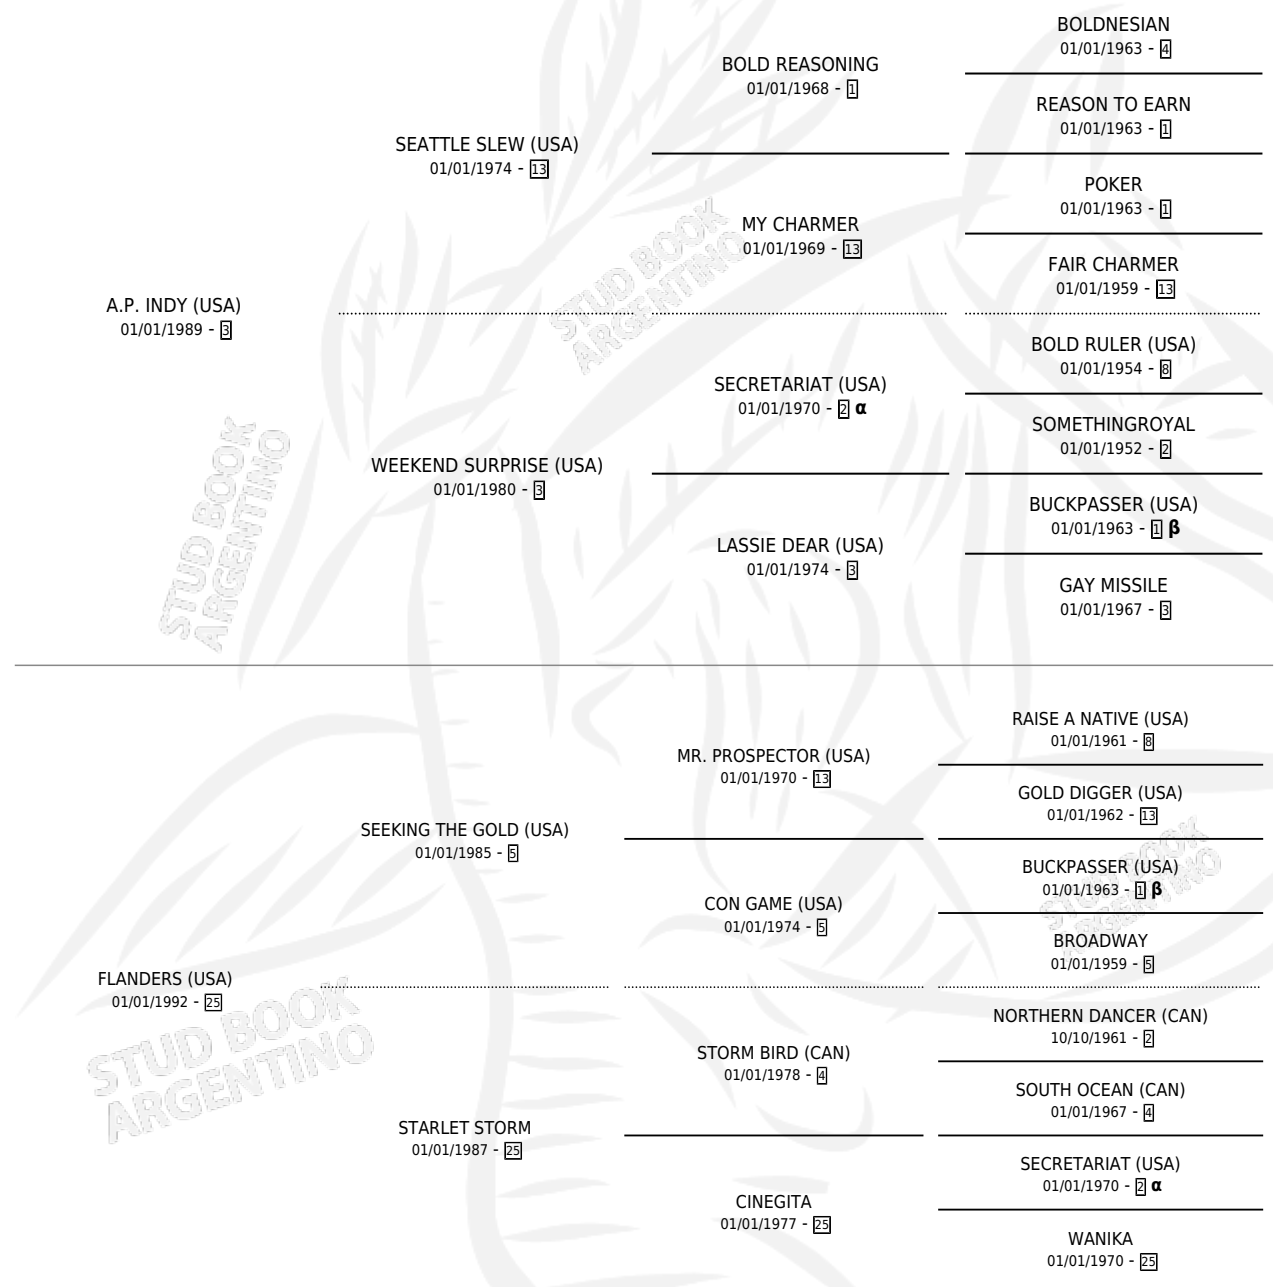 BOLDNESIAN
01/01/1963 - 4
BOLD REASONING
01/01/1968 - 1
REASON TO EARN
01/01/1963 - 1
SEATTLE SLEW (USA)
01/01/1974 - 13
POKER
01/01/1963 - 1
MY CHARMER
01/01/1969 - 13
FAIR CHARMER
01/01/1959 - 13
A.P. INDY (USA)
01/01/1989 - 3
STUD BOOK
ARGENTINO
BOLD RULER (USA)
01/01/1954 - 8
SECRETARIAT (USA)
01/01/1970 - 2 α
SOMETHINGROYAL
01/01/1952 - 2
WEEKEND SURPRISE (USA)
01/01/1980 - 3
BUCKPASSER (USA)
01/01/1963 - 1 β
LASSIE DEAR (USA)
01/01/1974 - 3
GAY MISSILE
01/01/1967 - 3
STUD BOOK
ARGENTINO
RAISE A NATIVE (USA)
01/01/1961 - 8
MR. PROSPECTOR (USA)
01/01/1970 - 13
GOLD DIGGER (USA)
01/01/1962 - 13
SEEKING THE GOLD (USA)
01/01/1985 - 5
BUCKPASSER (USA)
01/01/1963 - 1 β
CON GAME (USA)
01/01/1974 - 5
BROADWAY
01/01/1959 - 5
STUD BOOK
ARGENTINO
FLANDERS (USA)
01/01/1992 - 25
NORTHERN DANCER (CAN)
10/10/1961 - 2
STORM BIRD (CAN)
01/01/1978 - 4
SOUTH OCEAN (CAN)
01/01/1967 - 4
STARLET STORM
01/01/1987 - 25
SECRETARIAT (USA)
01/01/1970 - 2 α
CINEGITA
01/01/1977 - 25
WANIKA
01/01/1970 - 25
STUD BOOK
ARGENTINO